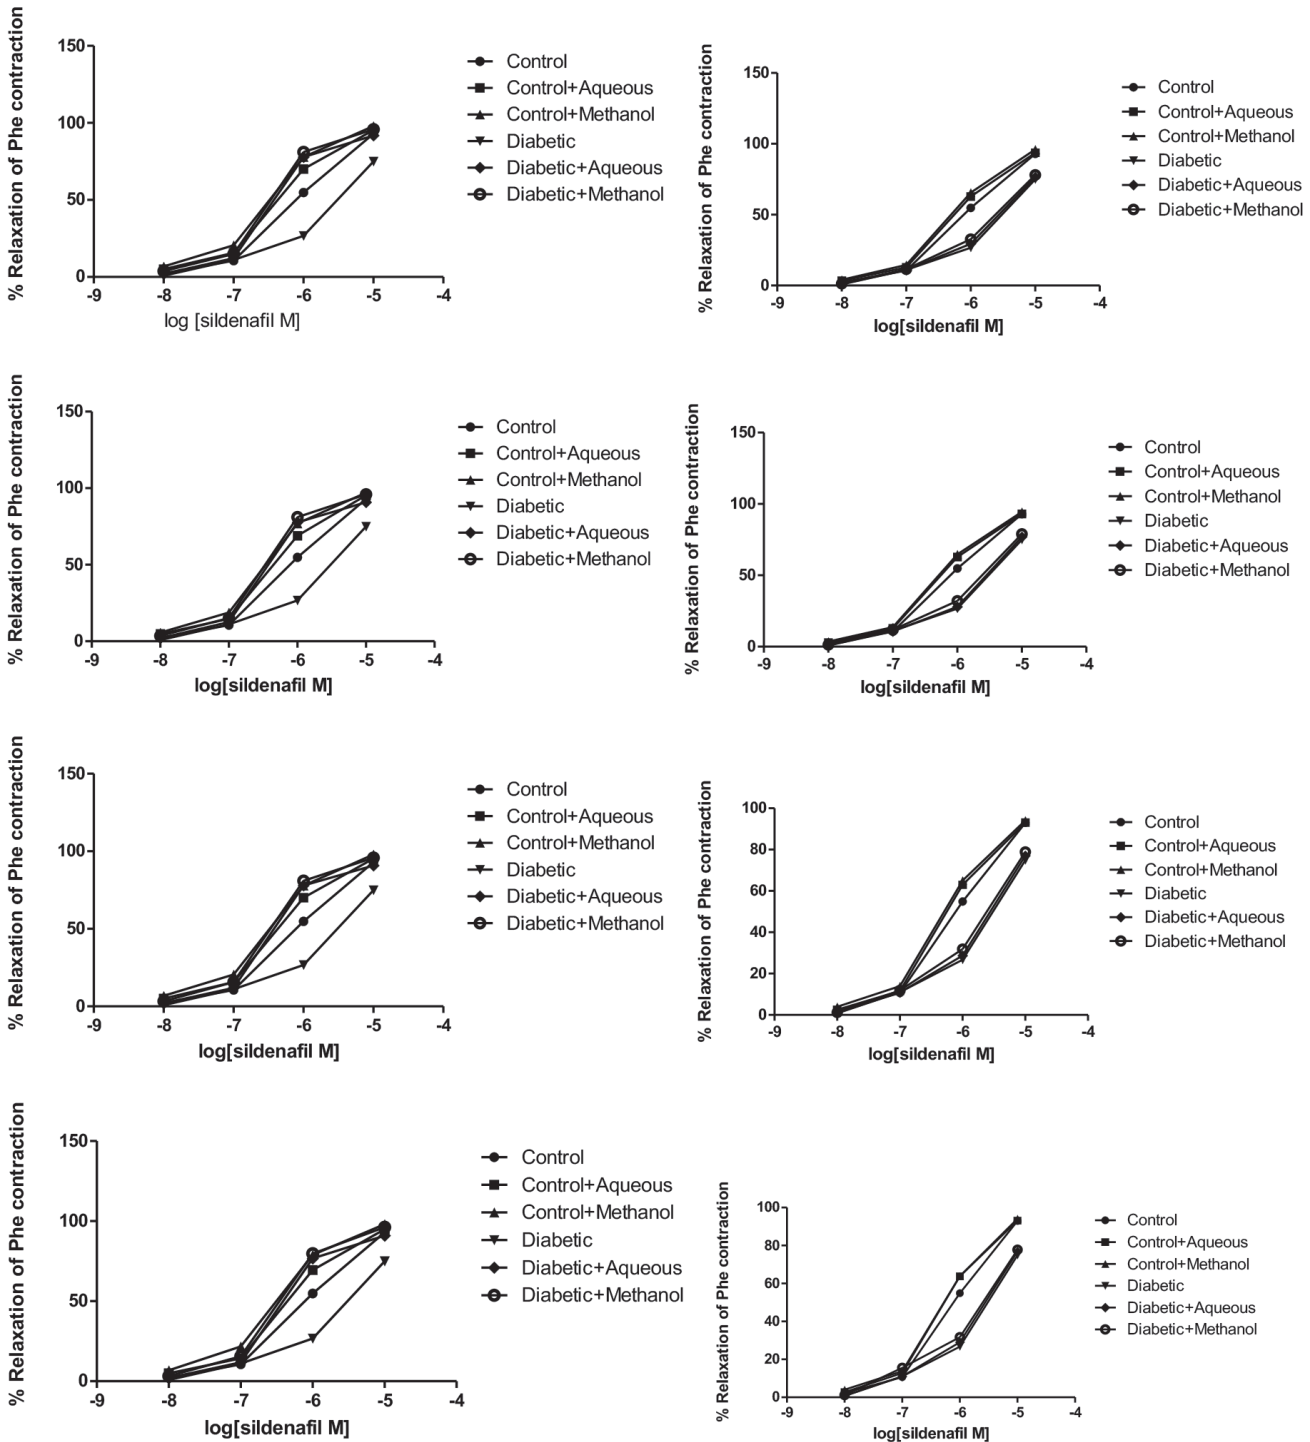 % Relaxation of Phe contraction
150
100
50
0
-9
-8
-7
-6
-5
-4
log [sildenafil M]
Control
Control+Aqueous
Control+Methanol
Diabetic
Diabetic+Aqueous
Diabetic+Methanol
% Relaxation of Phe contraction
150
100
50
0
-9
-8
-7
-6
-5
-4
log[sildenafil M]
Control
Control+Aqueous
Control+Methanol
Diabetic
Diabetic+Aqueous
Diabetic+Methanol
% Relaxation of Phe contraction
150
100
50
0
-9
-8
-7
-6
-5
-4
log[sildenafil M]
Control
Control+Aqueous
Control+Methanol
Diabetic
Diabetic+Aqueous
Diabetic+Methanol
% Relaxation of Phe contraction
150
100
50
0
-9
-8
-7
-6
-5
-4
log[sildenafil M]
Control
Control+Aqueous
Control+Methanol
Diabetic
Diabetic+Aqueous
Diabetic+Methanol
% Relaxation of Phe contraction
150
100
50
0
-9
-8
-7
-6
-5
-4
log[sildenafil M]
Control
Control+Aqueous
Control+Methanol
Diabetic
Diabetic+Aqueous
Diabetic+Methanol
% Relaxation of Phe contraction
100
80
60
40
20
0
-9
-8
-7
-6
-5
-4
log[sildenafil M]
Control
Control+Aqueous
Control+Methanol
Diabetic
Diabetic+Aqueous
Diabetic+Methanol
% Relaxation of Phe contraction
150
100
50
0
-9
-8
-7
-6
-5
-4
log[sildenafil M]
Control
Control+Aqueous
Control+Methanol
Diabetic
Diabetic+Aqueous
Diabetic+Methanol
% Relaxation of Phe contraction
100
80
60
40
20
0
-9
-8
-7
-6
-5
-4
log[sildenafil M]
Control
Control+Aqueous
Control+Methanol
Diabetic
Diabetic+Aqueous
Diabetic+Methanol